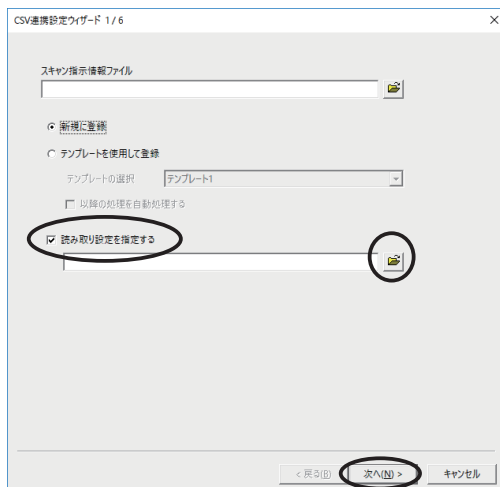 CSV連携設定ウィザード 1 / 6
スキャン指示情報ファイル
新規に登録
テンプレートを使用して登録
テンプレートの選択 テンプレート1
以降の処理を自動処理する
読み取り設定を指定する
< 戻る(B) 次へ(N) > キャンセル